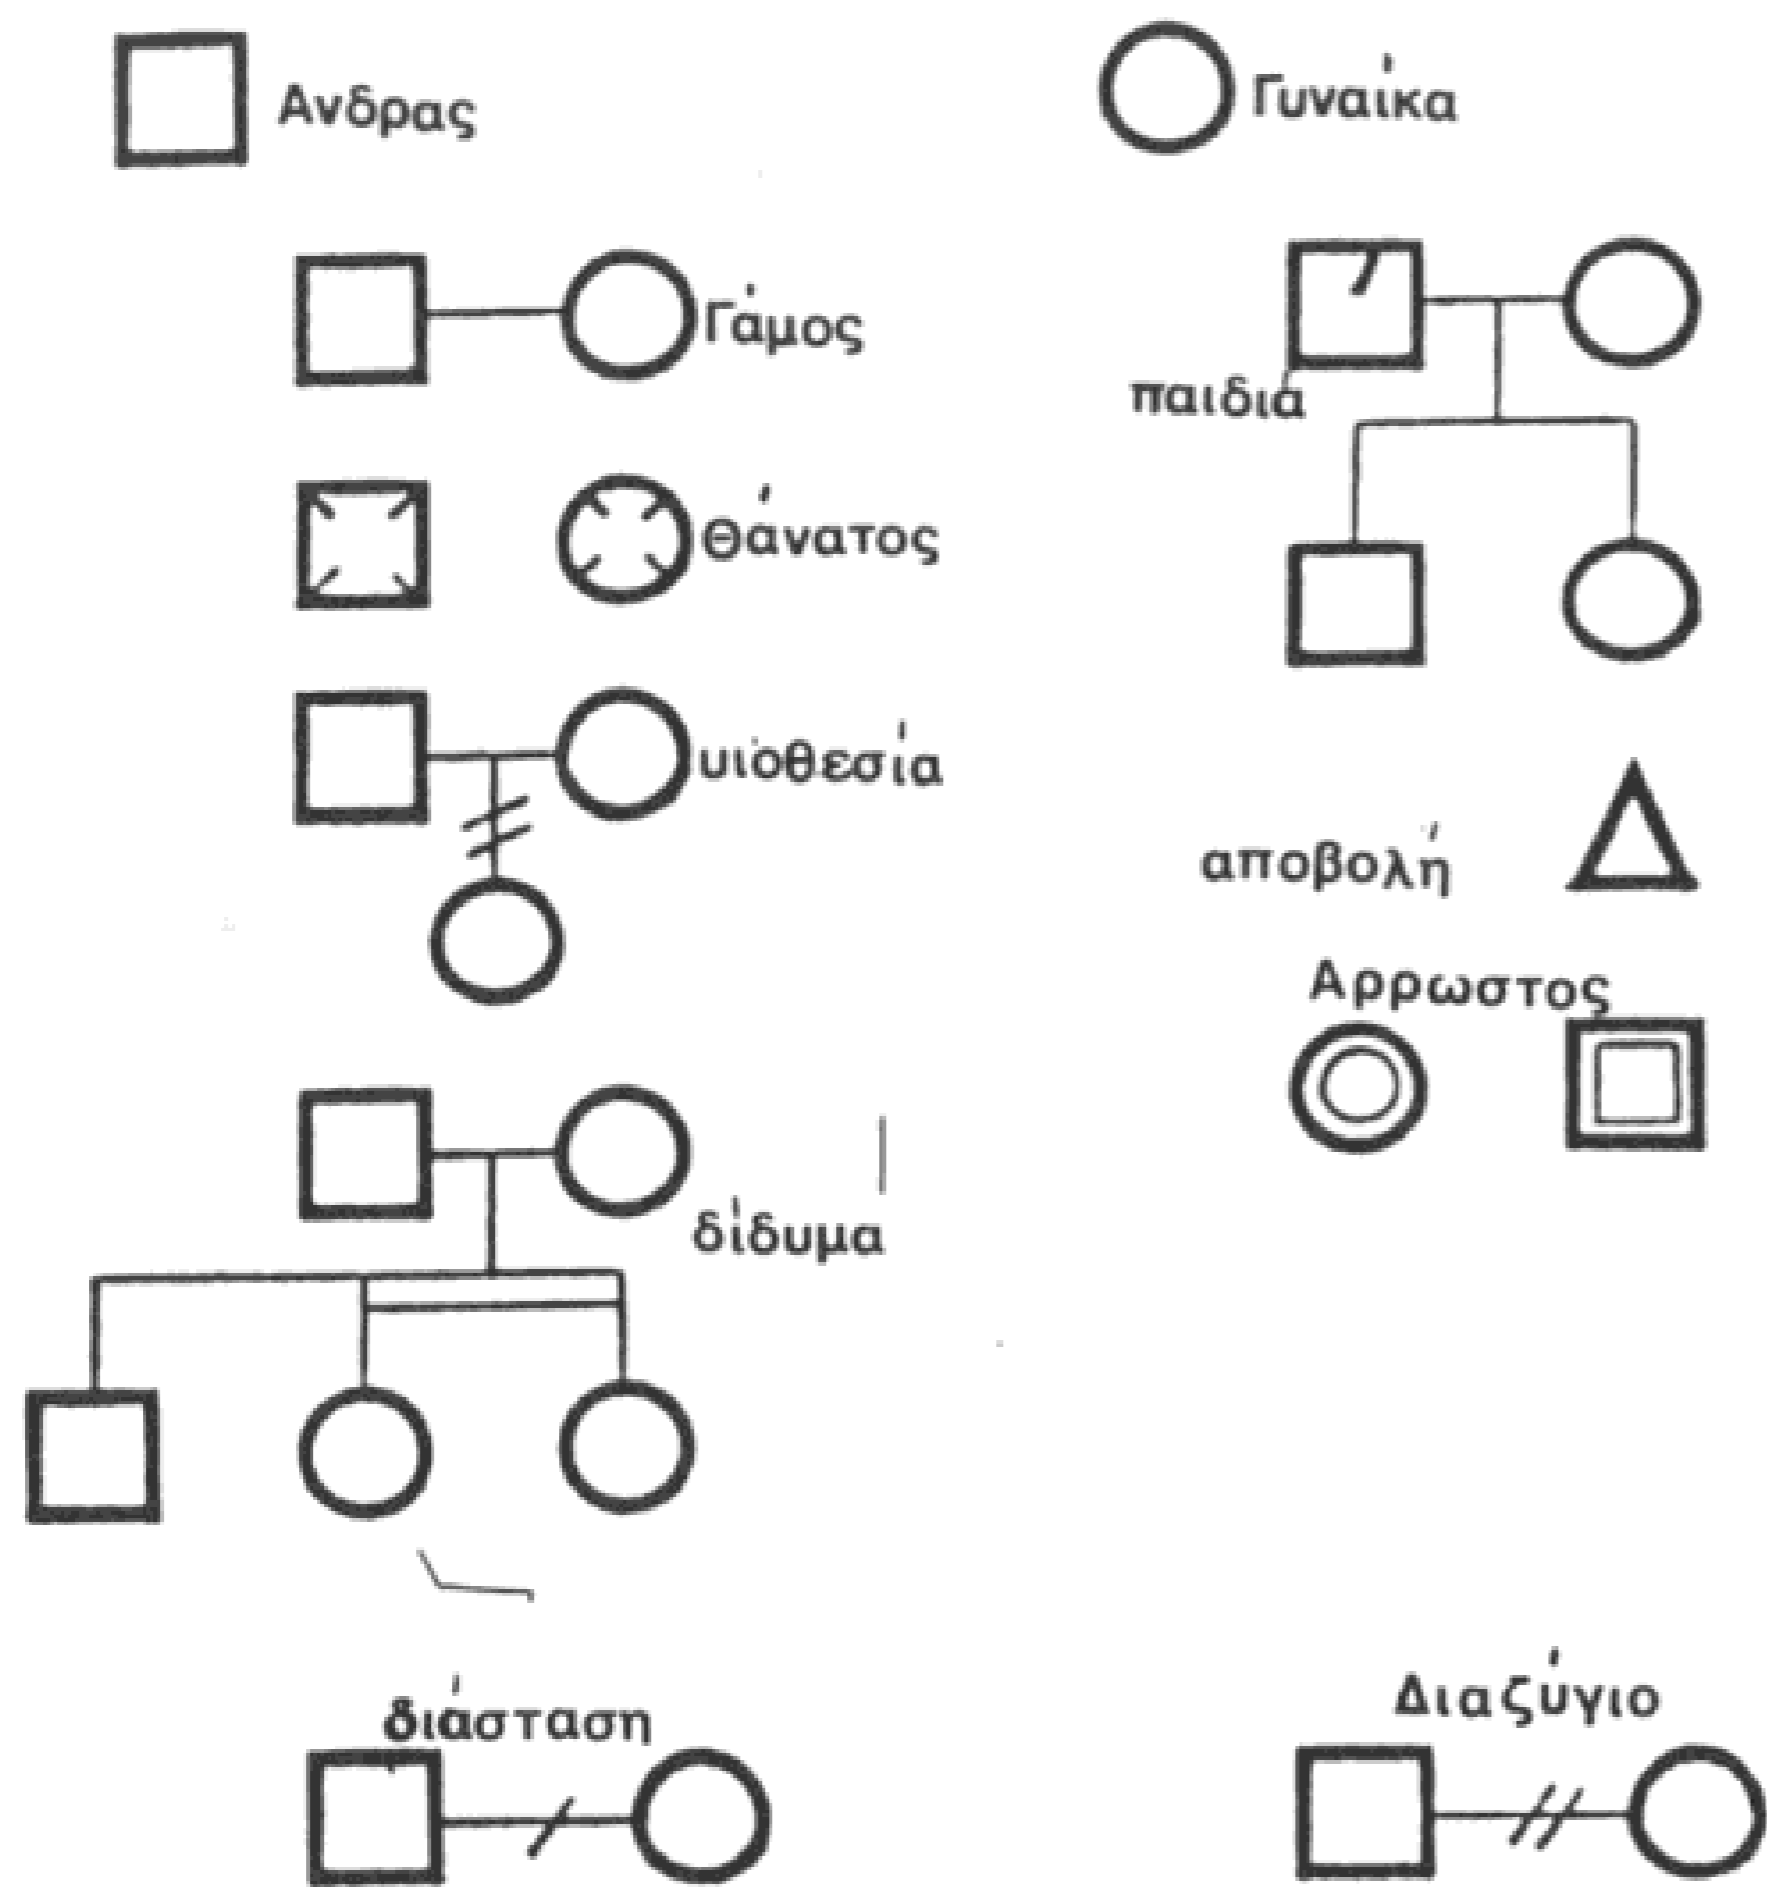 Ανδρας
Γυναίκα
Γάμος
παιδιά
Θάνατος
υιοθεσία
αποβολή
Αρρωστος
δίδυμα
διάσταση
Διαζύγιο